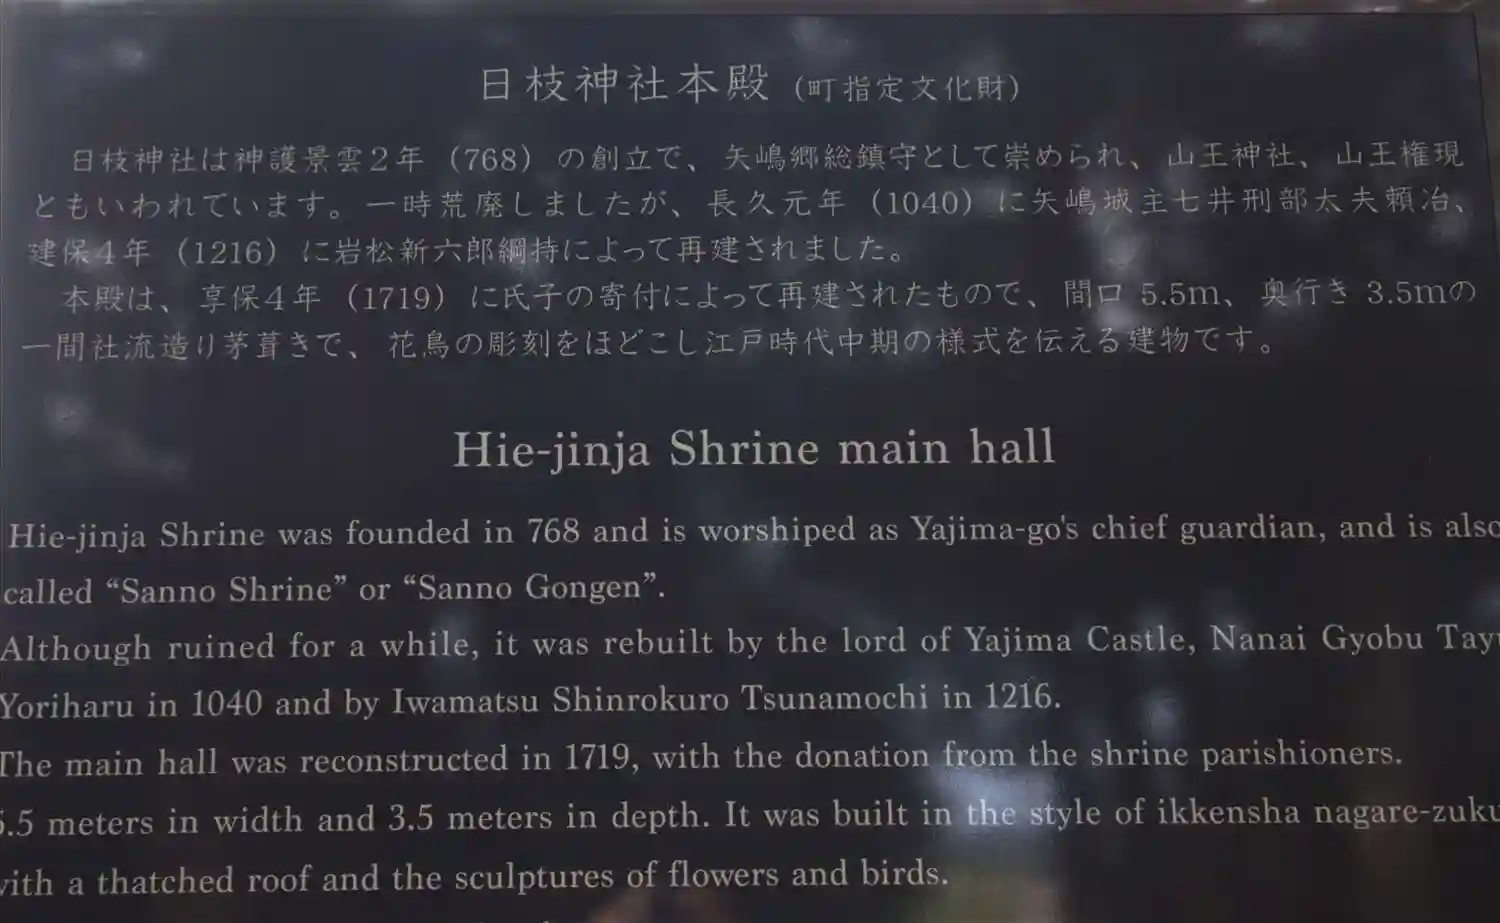 日枝神社本殿 (町指定文化財)
日枝神社は神護景雲2年 (768) の創立で、矢嶋郷総鎮守として崇められ、山王神社、山王権現
ともいわれています。一時荒廃しましたが、長久元年 (1040) に矢嶋城主七井刑部太夫頼治、
建保4年 (1216) に岩松新六郎綱持によって再建されました。
本殿は、享保4年 (1719) に氏子の寄付によって再建されたもので、間口 5.5m、奥行き 3.5mの
一間社流造り茅葺きで、花鳥の彫刻をほどこし江戸時代中期の様式を伝える建物です。
Hie-jinja Shrine main hall
Hie-jinja Shrine was founded in 768 and is worshiped as Yajima-go's chief guardian, and is also
called “Sanno Shrine” or “Sanno Gongen”.
Although ruined for a while, it was rebuilt by the lord of Yajima Castle, Nanai Gyobu Tayu
Yoriharu in 1040 and by Iwamatsu Shinrokuro Tsunamochi in 1216.
The main hall was reconstructed in 1719, with the donation from the shrine parishioners.
5.5 meters in width and 3.5 meters in depth. It was built in the style of ikkensha nagare-zuku
with a thatched roof and the sculptures of flowers and birds.